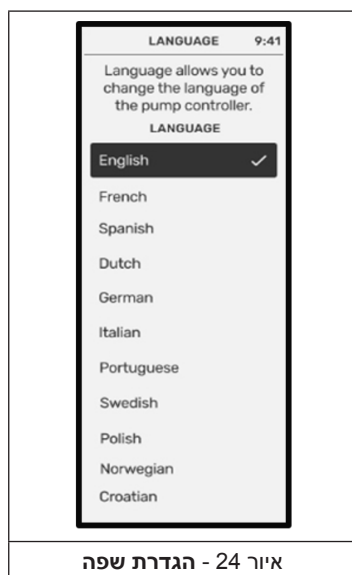 LANGUAGE 9:41
Language allows you to
change the language of
the pump controller.
LANGUAGE
English ✓
French
Spanish
Dutch
German
Italian
Portuguese
Swedish
Polish
Norwegian
Croatian
איור 24 - הגדרת שפה